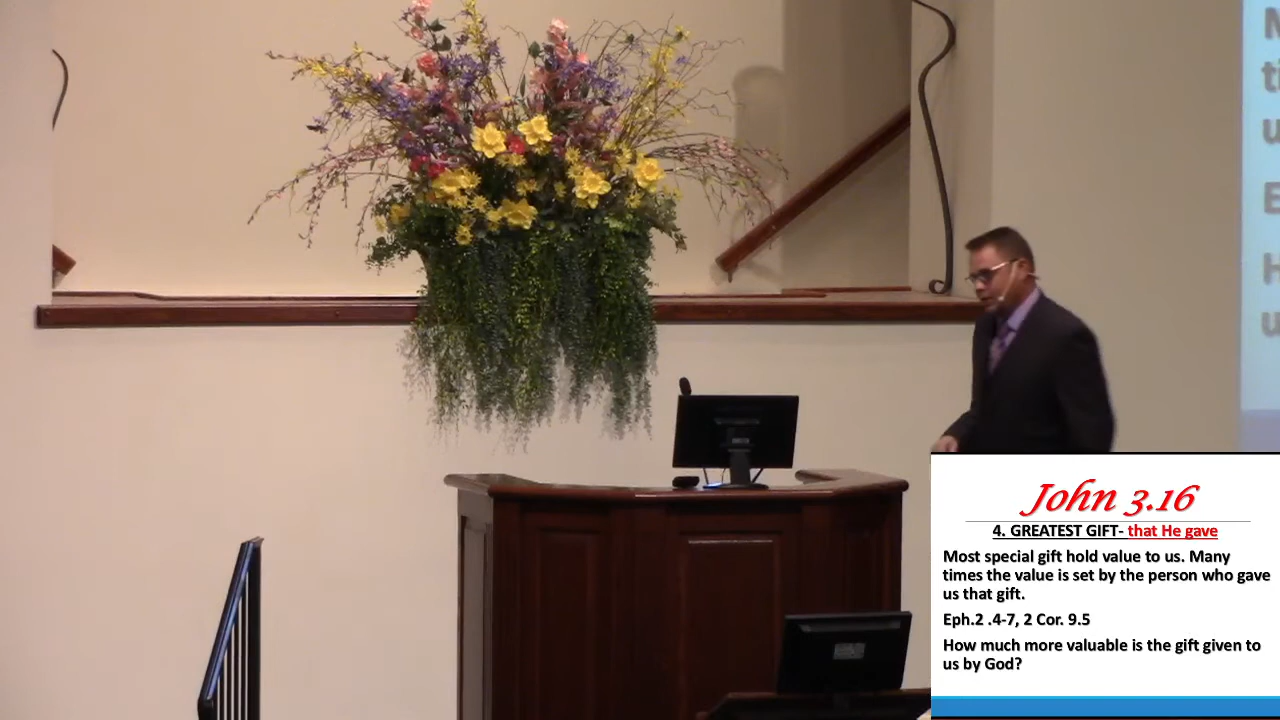 John 3.16
4. GREATEST GIFT- that He gave
Most special gift hold value to us. Many
times the value is set by the person who gave
us that gift.
Eph.2 .4-7, 2 Cor. 9.5
How much more valuable is the gift given to
us by God?